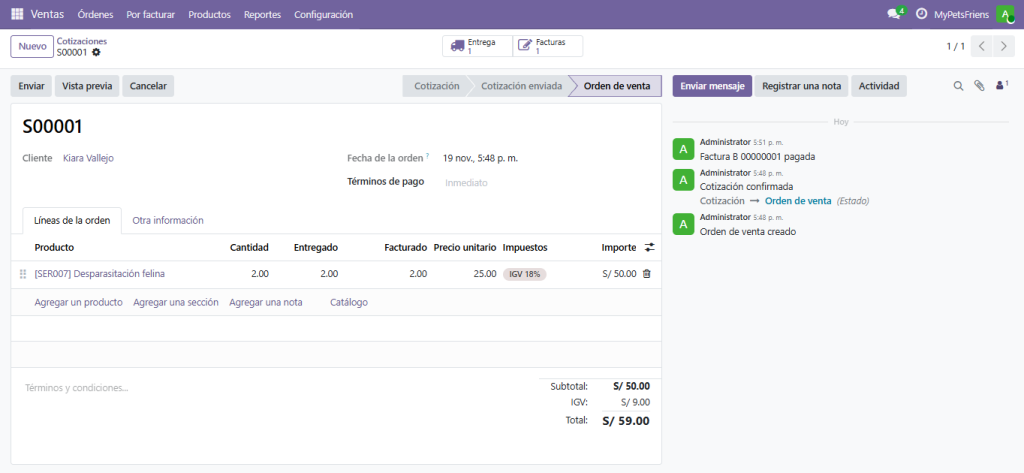 Ventas Órdenes Por facturar Productos Reportes Configuración 4 MyPetsFriens A
Nuevo Cotizaciones
S00001
Entrega
1
Facturas
1
1 / 1
Enviar Vista previa Cancelar Cotización Cotización enviada Orden de venta
Enviar mensaje Registrar una nota Actividad 1
S00001
Cliente Kiara Vallejo
Fecha de la orden ? 19 nov., 5:48 p. m.
Términos de pago Inmediato
Líneas de la orden Otra información
Producto Cantidad Entregado Facturado Precio unitario Impuestos Importe
[SER007] Desparasitación felina 2.00 2.00 2.00 25.00 IGV 18% S/ 50.00
Agregar un producto Agregar una sección Agregar una nota Catálogo
Términos y condiciones...
Subtotal: S/ 50.00
IGV: S/ 9.00
Total: S/ 59.00
Hoy
A Administrator 5:51 p. m.
Factura B 00000001 pagada
A Administrator 5:48 p. m.
Cotización confirmada
Cotización → Orden de venta (Estado)
A Administrator 5:48 p. m.
Orden de venta creado